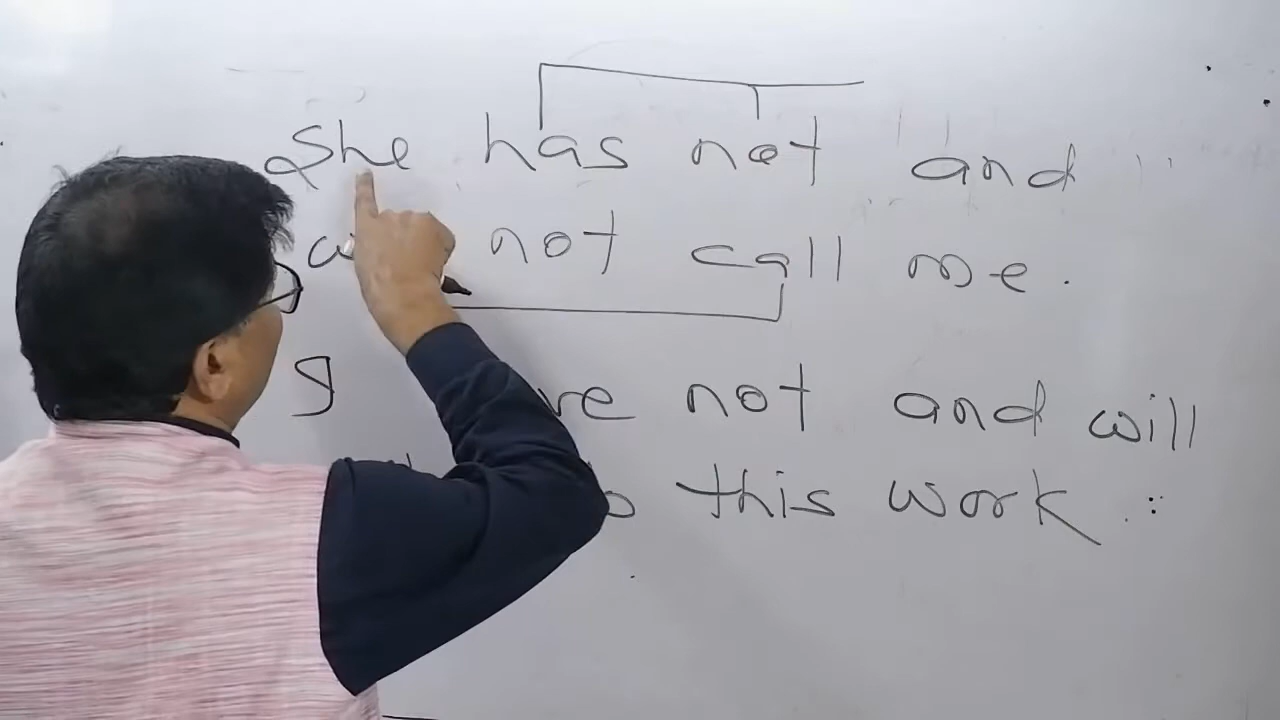 She has not and
not call me.
I not and will
this work.